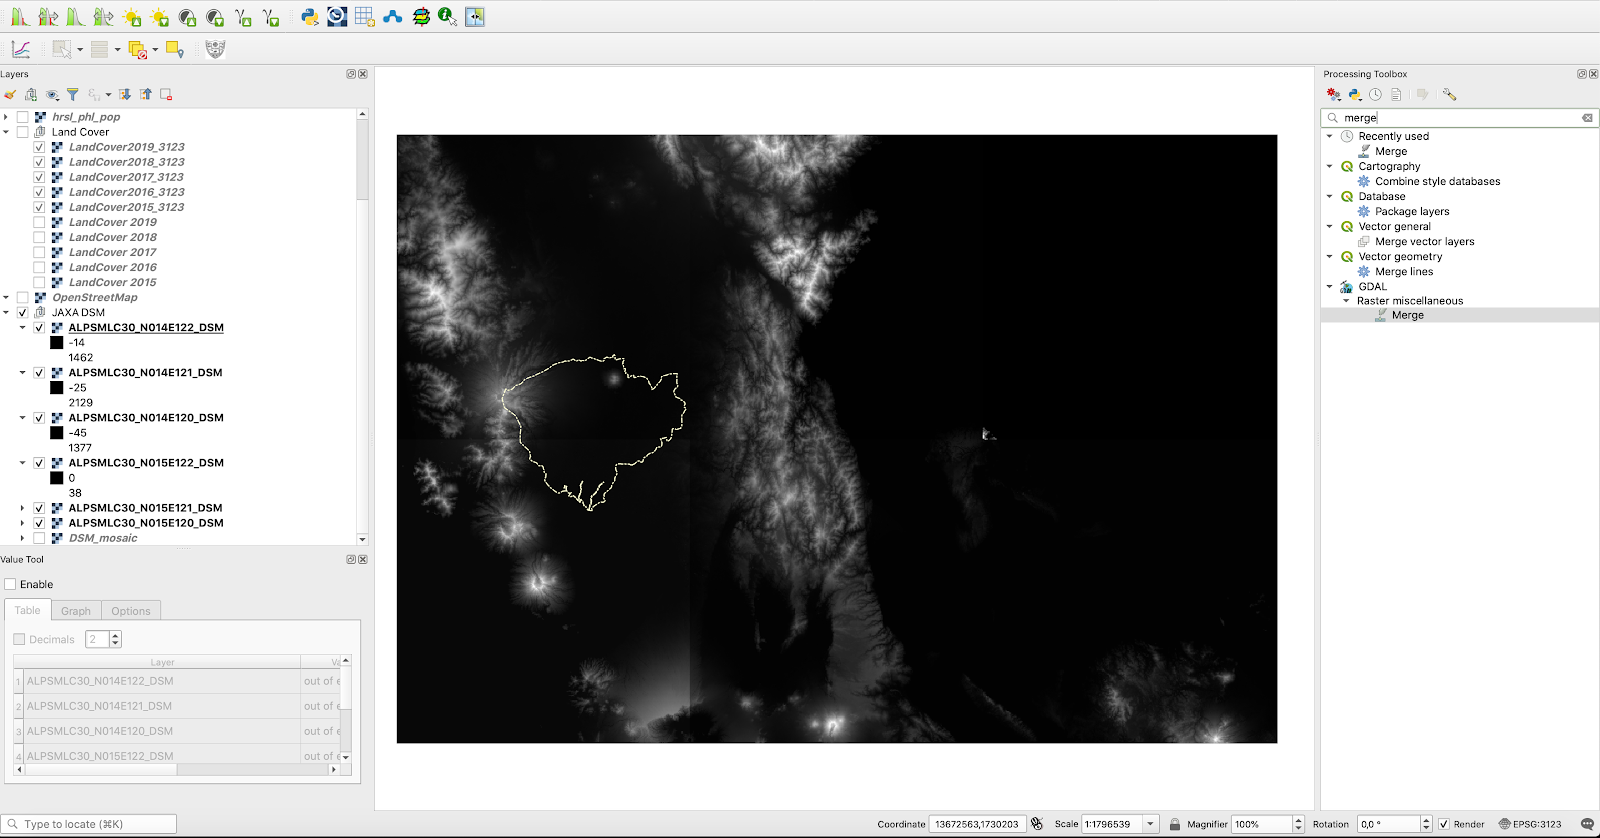 Layers
hrsl_phl_pop
Land Cover
LandCover2019_3123
LandCover2018_3123
LandCover2017_3123
LandCover2016_3123
LandCover2015_3123
LandCover 2019
LandCover 2018
LandCover 2017
LandCover 2016
LandCover 2015
OpenStreetMap
JAXA DSM
ALPSMLC30_N014E122_DSM
-14
1462
ALPSMLC30_N014E121_DSM
-25
2129
ALPSMLC30_N014E120_DSM
-45
1377
ALPSMLC30_N015E122_DSM
0
38
ALPSMLC30_N015E121_DSM
ALPSMLC30_N015E120_DSM
DSM_mosaic
Value Tool
Enable
Table Graph Options
Decimals 2
Layer Va
1 ALPSMLC30_N014E122_DSM out of e
2 ALPSMLC30_N014E121_DSM out of e
3 ALPSMLC30_N014E120_DSM out of e
4 ALPSMLC30_N015E122_DSM out of e
Processing Toolbox
merge
Recently used
Merge
Cartography
Combine style databases
Database
Package layers
Vector general
Merge vector layers
Vector geometry
Merge lines
GDAL
Raster miscellaneous
Merge
Type to locate (⌘K) Coordinate 13672563,1730203 Scale 1:1796539 Magnifier 100% Rotation 0,0 ° Render EPSG:3123